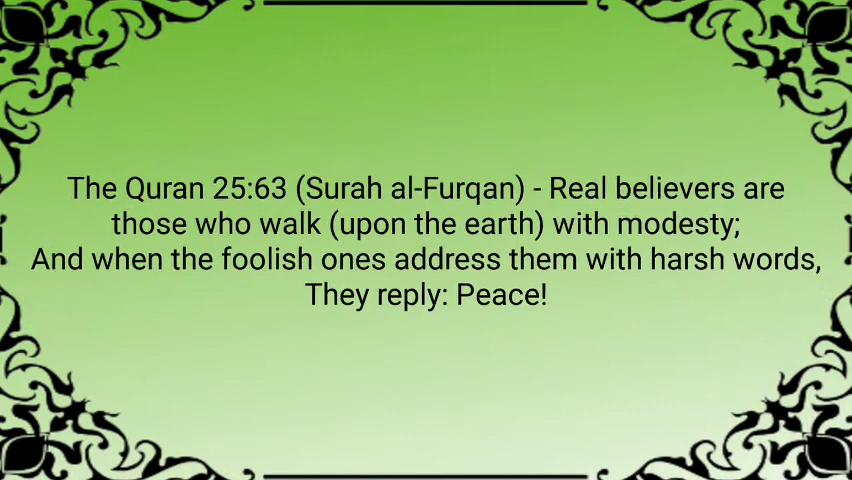 The Quran 25:63 (Surah al-Furqan) - Real believers are
those who walk (upon the earth) with modesty;
And when the foolish ones address them with harsh words,
They reply: Peace!